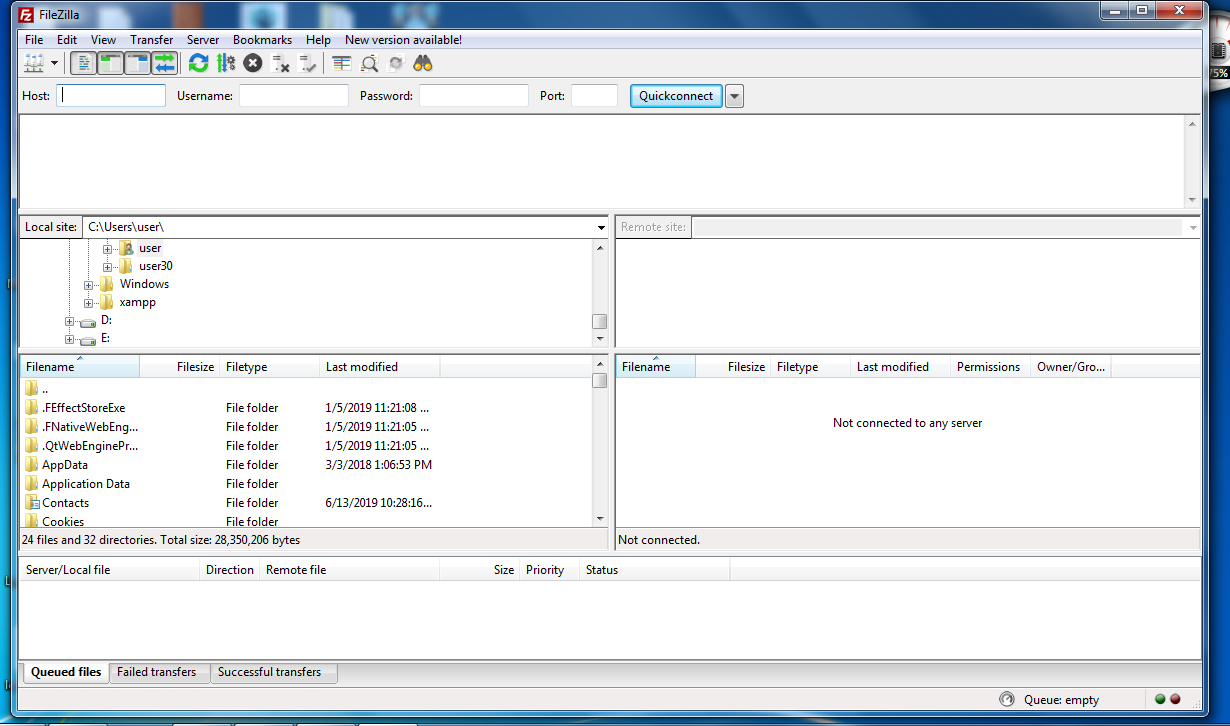 FileZilla
File Edit View Transfer Server Bookmarks Help New version available!
Host: Username: Password: Port: Quickconnect
Local site: C:\Users\user\
Remote site:
user
user30
Windows
xampp
D:
E:
Filename Filesize Filetype Last modified
..
.FEffectStoreExe File folder 1/5/2019 11:21:08 ...
.FNativeWebEng... File folder 1/5/2019 11:21:05 ...
.QtWebEnginePr... File folder 1/5/2019 11:21:05 ...
AppData File folder 3/3/2018 1:06:53 PM
Application Data File folder
Contacts File folder 6/13/2019 10:28:16...
Cookies File folder
24 files and 32 directories. Total size: 28,350,206 bytes
Filename Filesize Filetype Last modified Permissions Owner/Gro...
Not connected to any server
Not connected.
Server/Local file Direction Remote file Size Priority Status
Queued files Failed transfers Successful transfers
Queue: empty